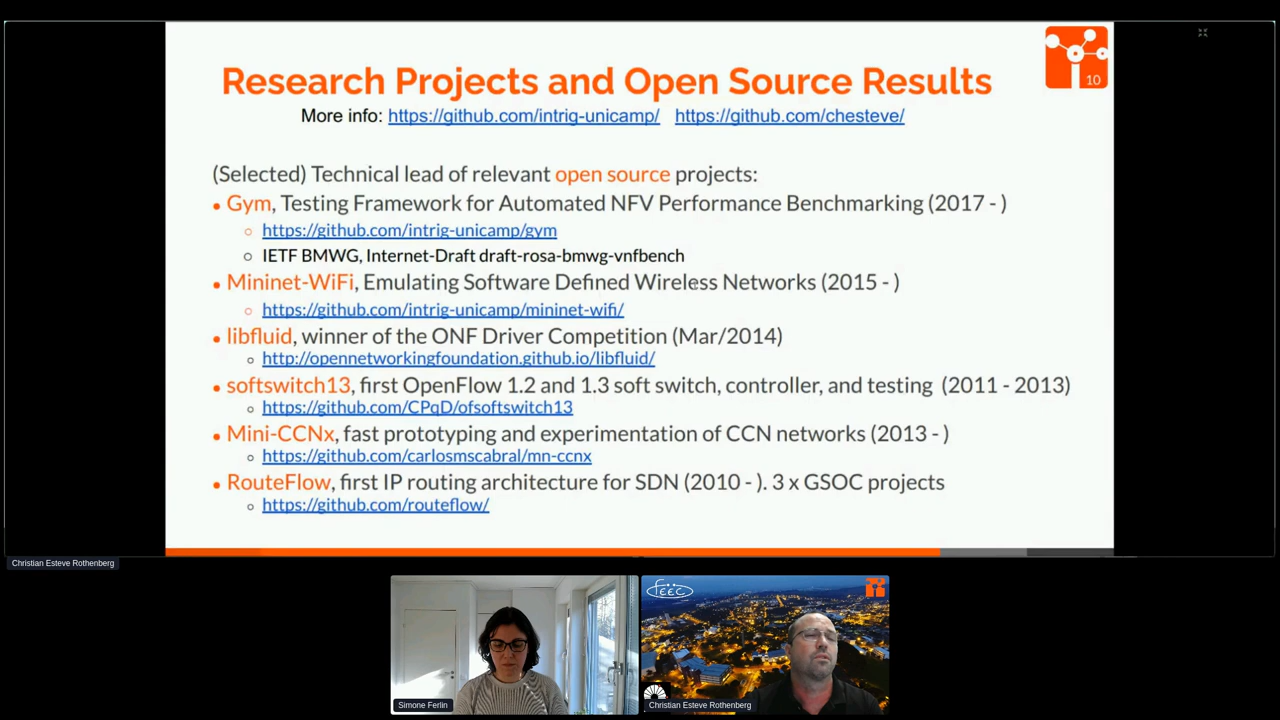 Research Projects and Open Source Results
10
More info: https://github.com/intrig-unicamp/ https://github.com/chesteve/
(Selected) Technical lead of relevant open source projects:
• Gym, Testing Framework for Automated NFV Performance Benchmarking (2017 - )
○ https://github.com/intrig-unicamp/gym
○ IETF BMWG, Internet-Draft draft-rosa-bmwg-vnfbench
• Mininet-WiFi, Emulating Software Defined Wireless Networks (2015 - )
○ https://github.com/intrig-unicamp/mininet-wifi/
• libfluid, winner of the ONF Driver Competition (Mar/2014)
○ http://opennetworkingfoundation.github.io/libfluid/
• softswitch13, first OpenFlow 1.2 and 1.3 soft switch, controller, and testing (2011 - 2013)
○ https://github.com/CPqD/ofsoftswitch13
• Mini-CCNx, fast prototyping and experimentation of CCN networks (2013 - )
○ https://github.com/carlosmscabral/mn-ccnx
• RouteFlow, first IP routing architecture for SDN (2010 - ). 3 x GSOC projects
○ https://github.com/routeflow/
Christian Esteve Rothenberg
FEEC
Simone Ferlin
Christian Esteve Rothenberg